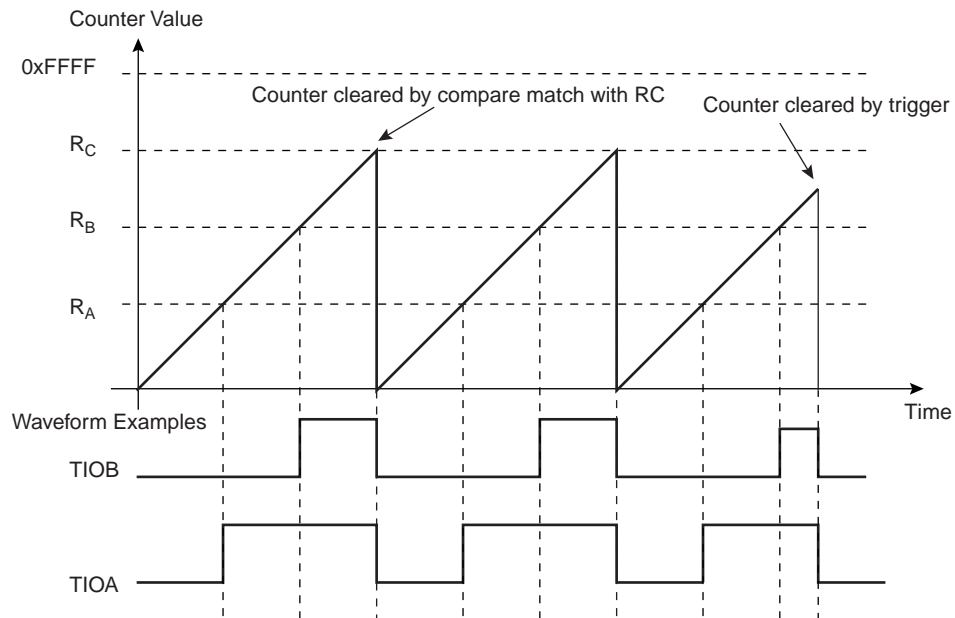 Counter Value
0xFFFF
Counter cleared by compare match with RC
Counter cleared by trigger
RC
RB
RA
Time
Waveform Examples
TIOB
TIOA